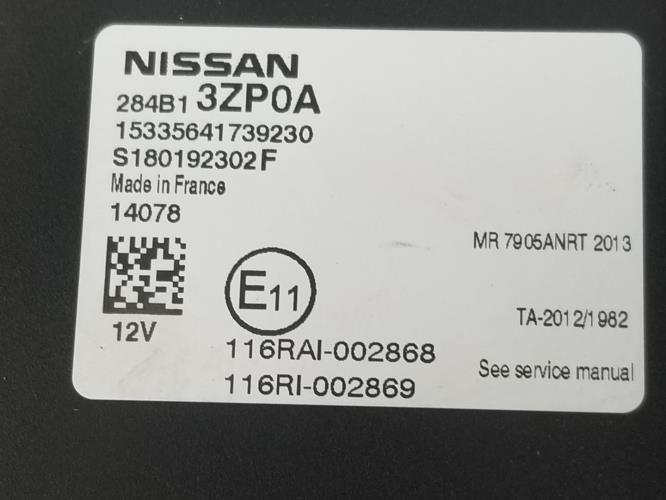 NISSAN
284B1 3ZP0A
15335641739230
S180192302F
Made in France
14078
MR 7905ANRT 2013
E11
12V
TA-2012/1982
116RAI-002868
See service manual
116RI-002869